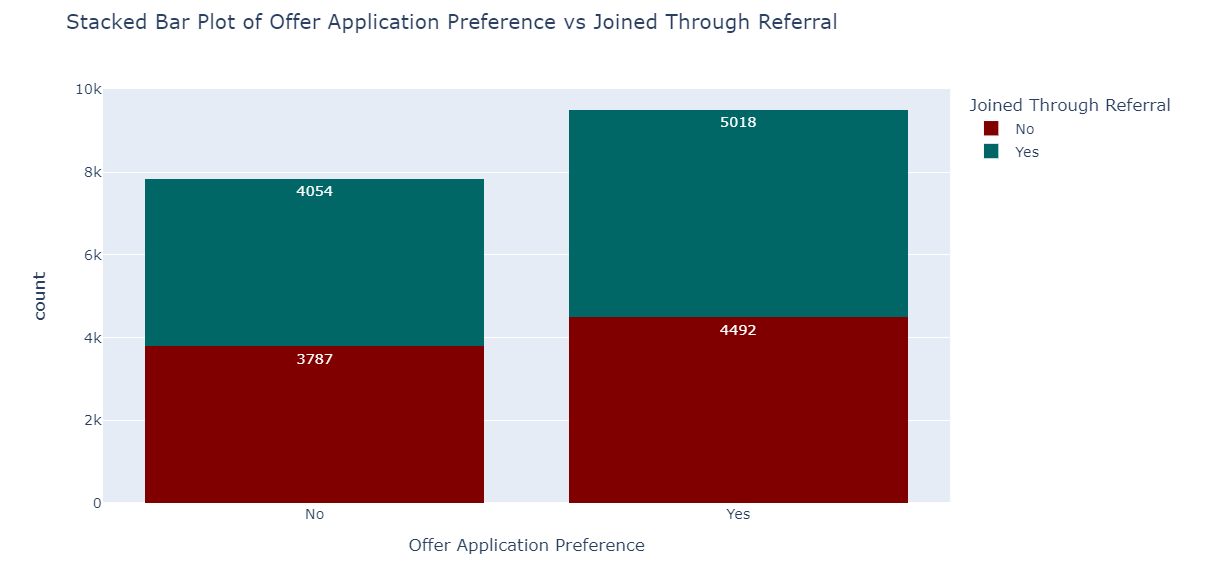 Stacked Bar Plot of Offer Application Preference vs Joined Through Referral
10k
8k
6k
4k
2k
0
count
4054
3787
5018
4492
No
Yes
Offer Application Preference
Joined Through Referral
No
Yes